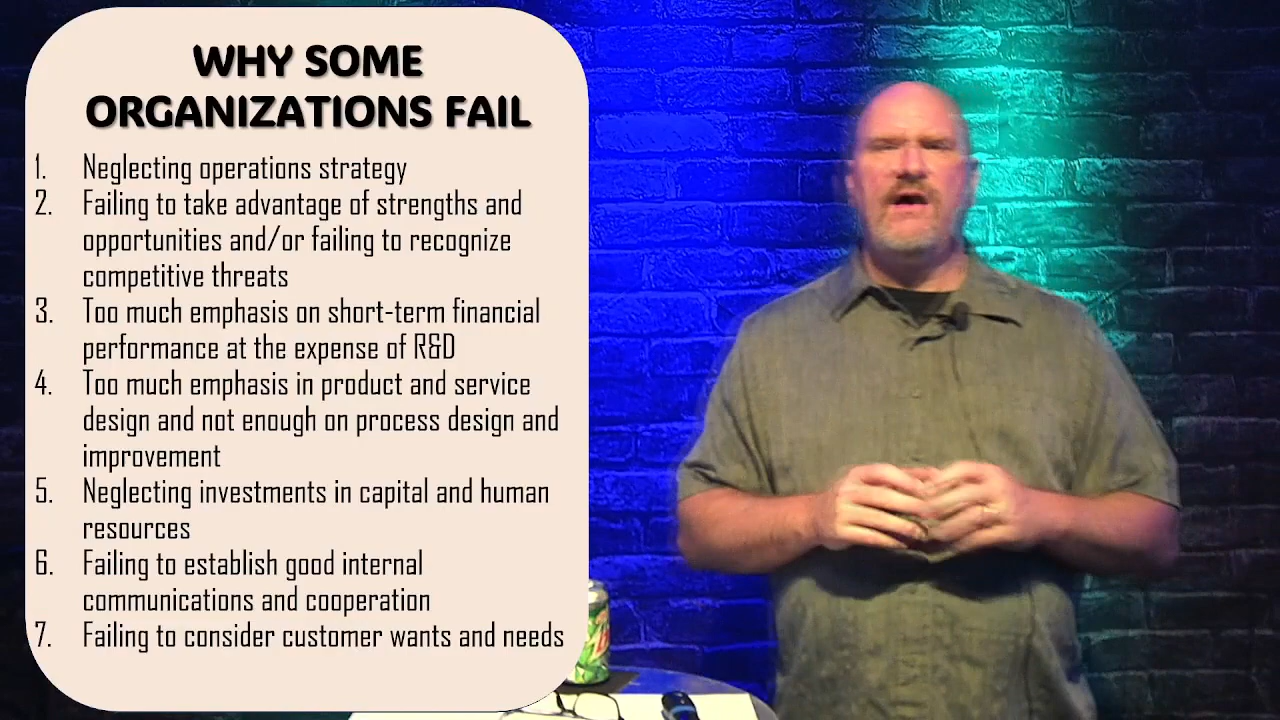 WHY SOME
ORGANIZATIONS FAIL
1. Neglecting operations strategy
2. Failing to take advantage of strengths and
opportunities and/or failing to recognize
competitive threats
3. Too much emphasis on short-term financial
performance at the expense of R&D
4. Too much emphasis in product and service
design and not enough on process design and
improvement
5. Neglecting investments in capital and human
resources
6. Failing to establish good internal
communications and cooperation
7. Failing to consider customer wants and needs